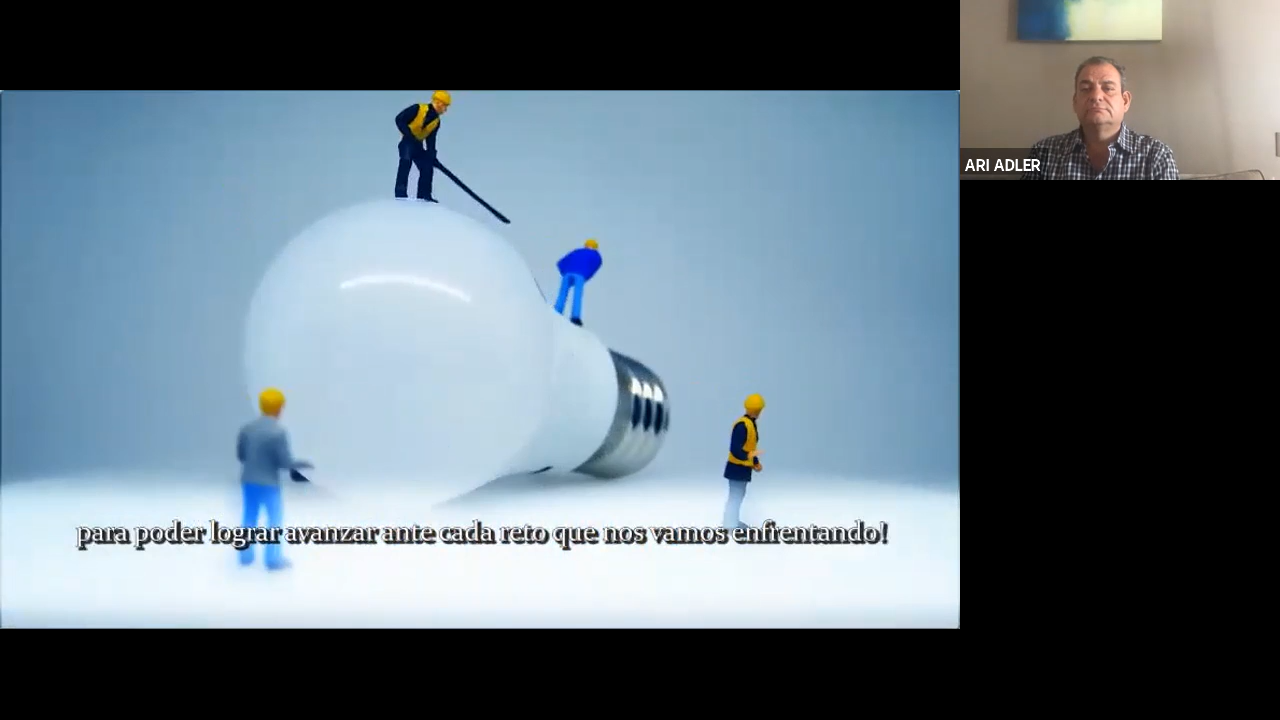 ARI ADLER
para poder lograr avanzar ante cada reto que nos vamos enfrentando!